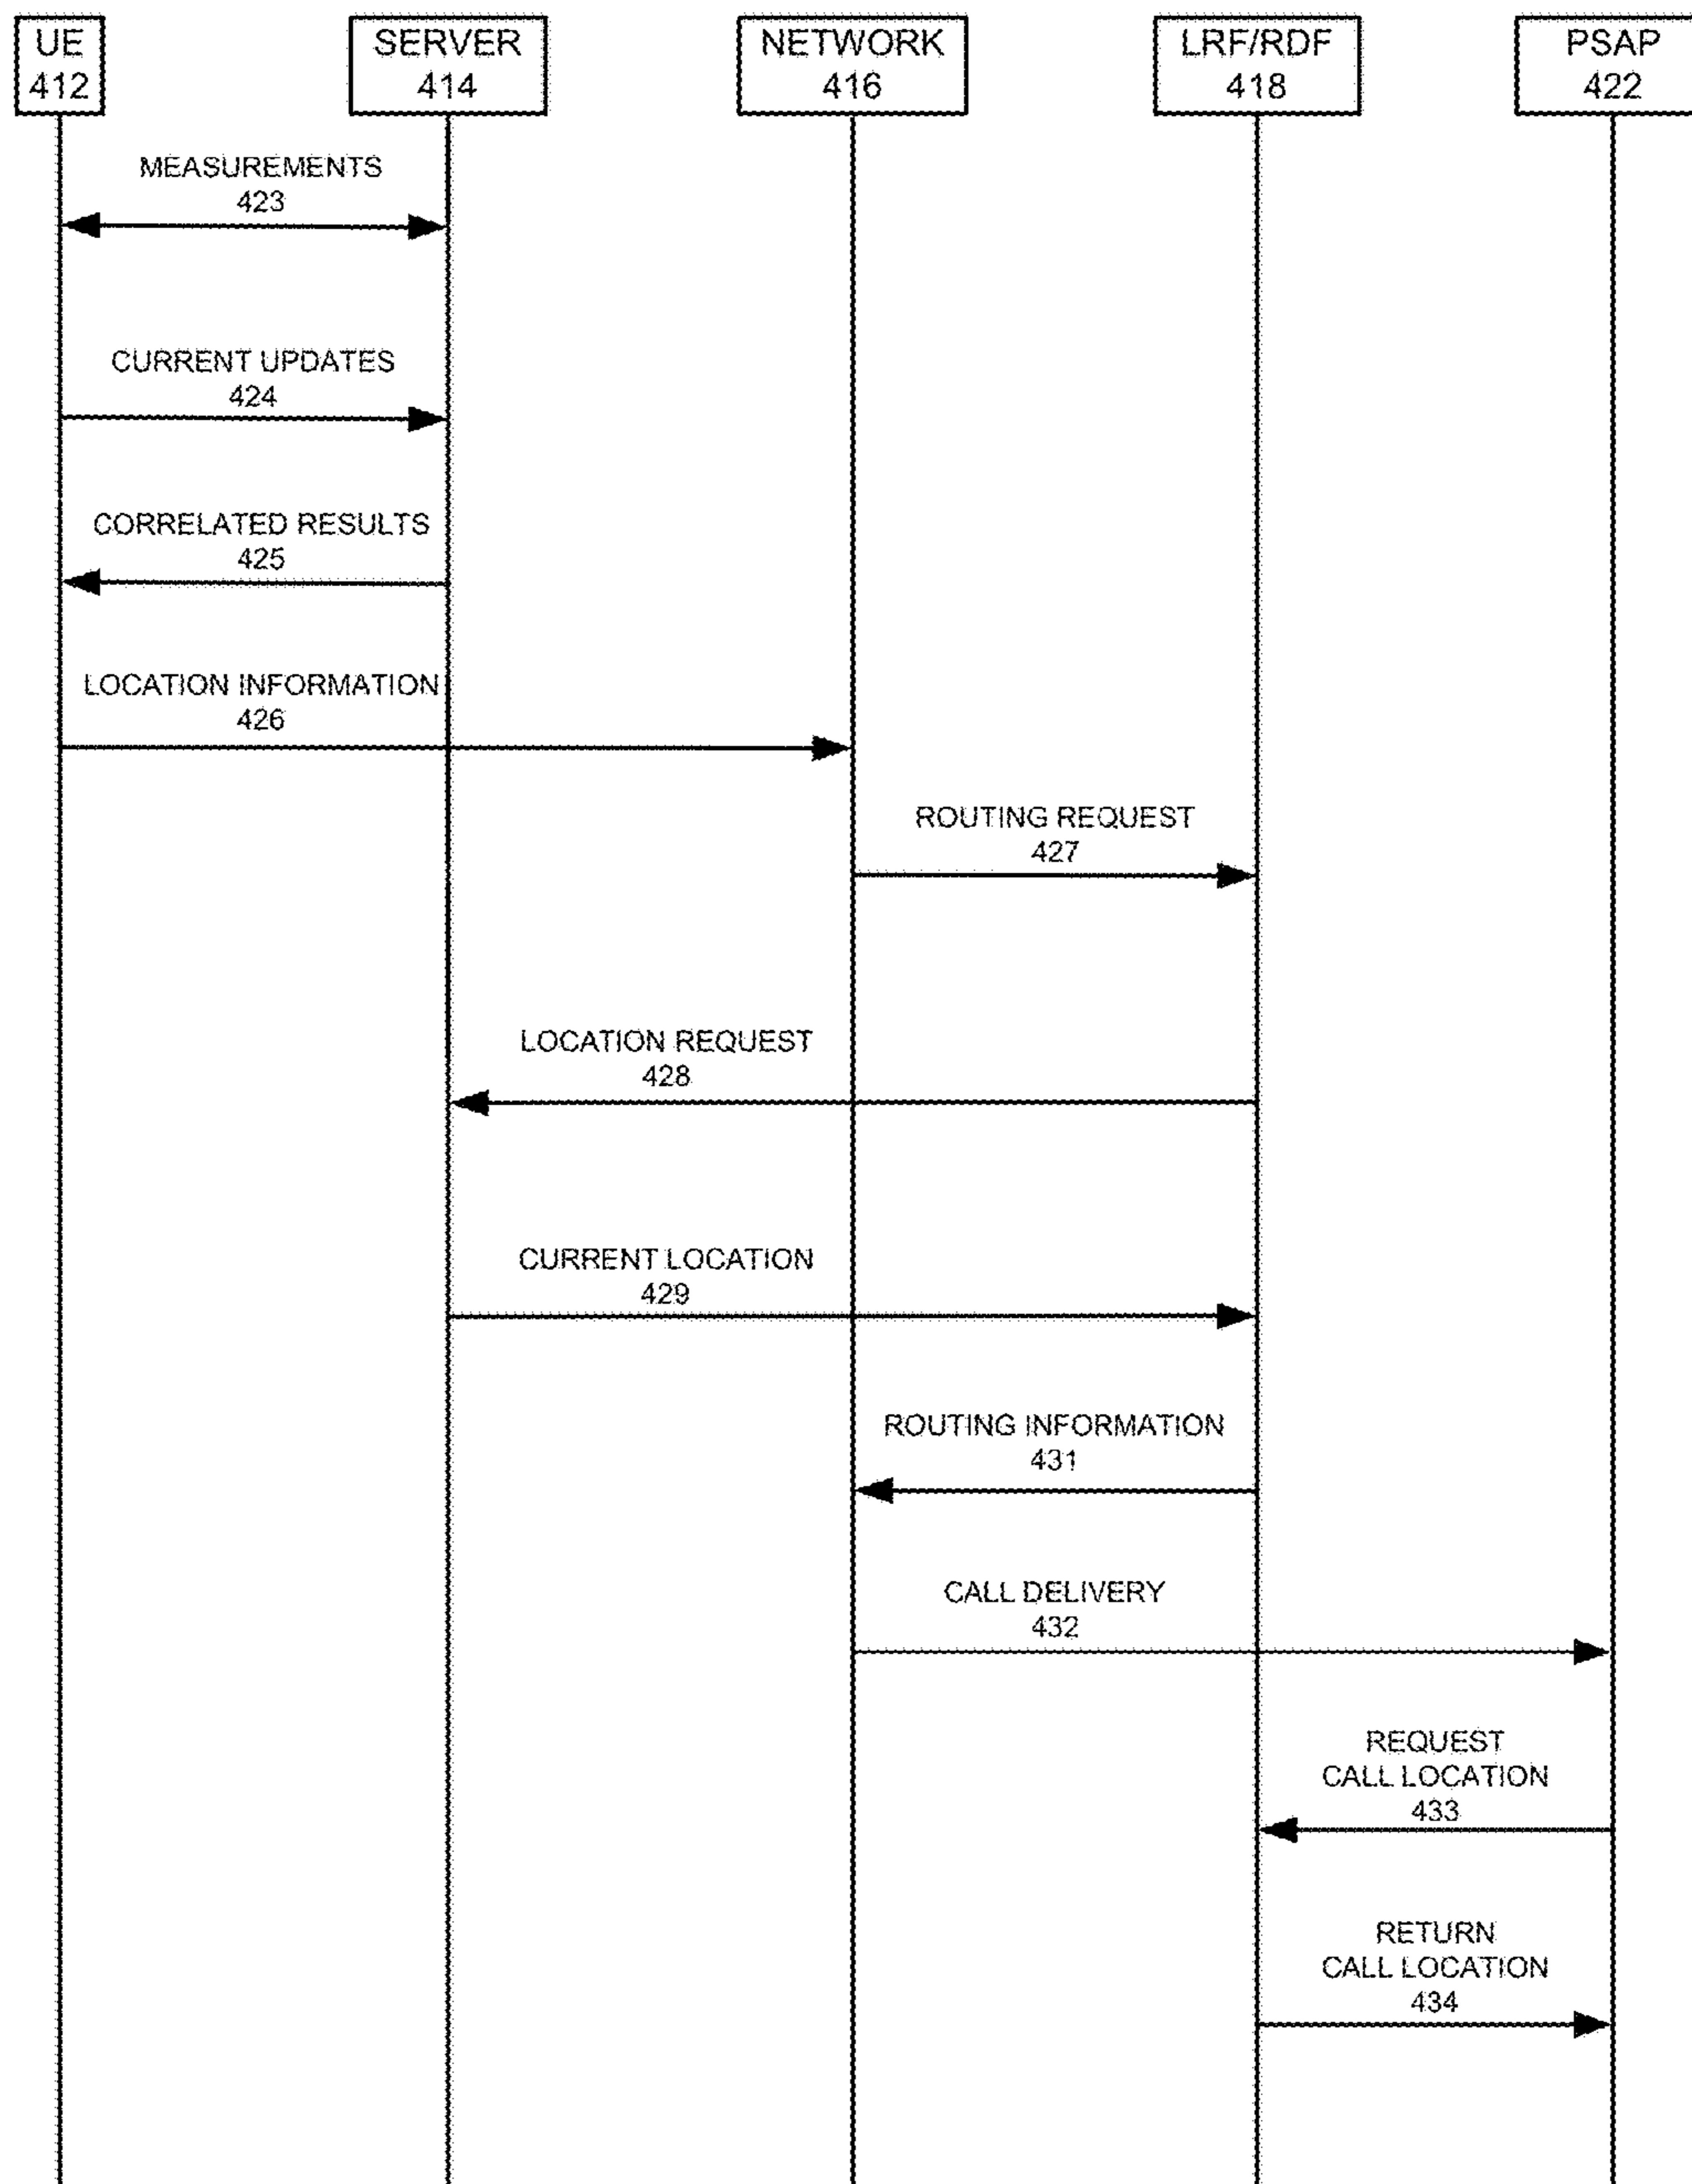 UE
412
SERVER
414
NETWORK
416
LRF/RDF
418
PSAP
422
MEASUREMENTS
423
CURRENT UPDATES
424
CORRELATED RESULTS
425
LOCATION INFORMATION
426
ROUTING REQUEST
427
LOCATION REQUEST
428
CURRENT LOCATION
429
ROUTING INFORMATION
431
CALL DELIVERY
432
REQUEST
CALL LOCATION
433
RETURN
CALL LOCATION
434